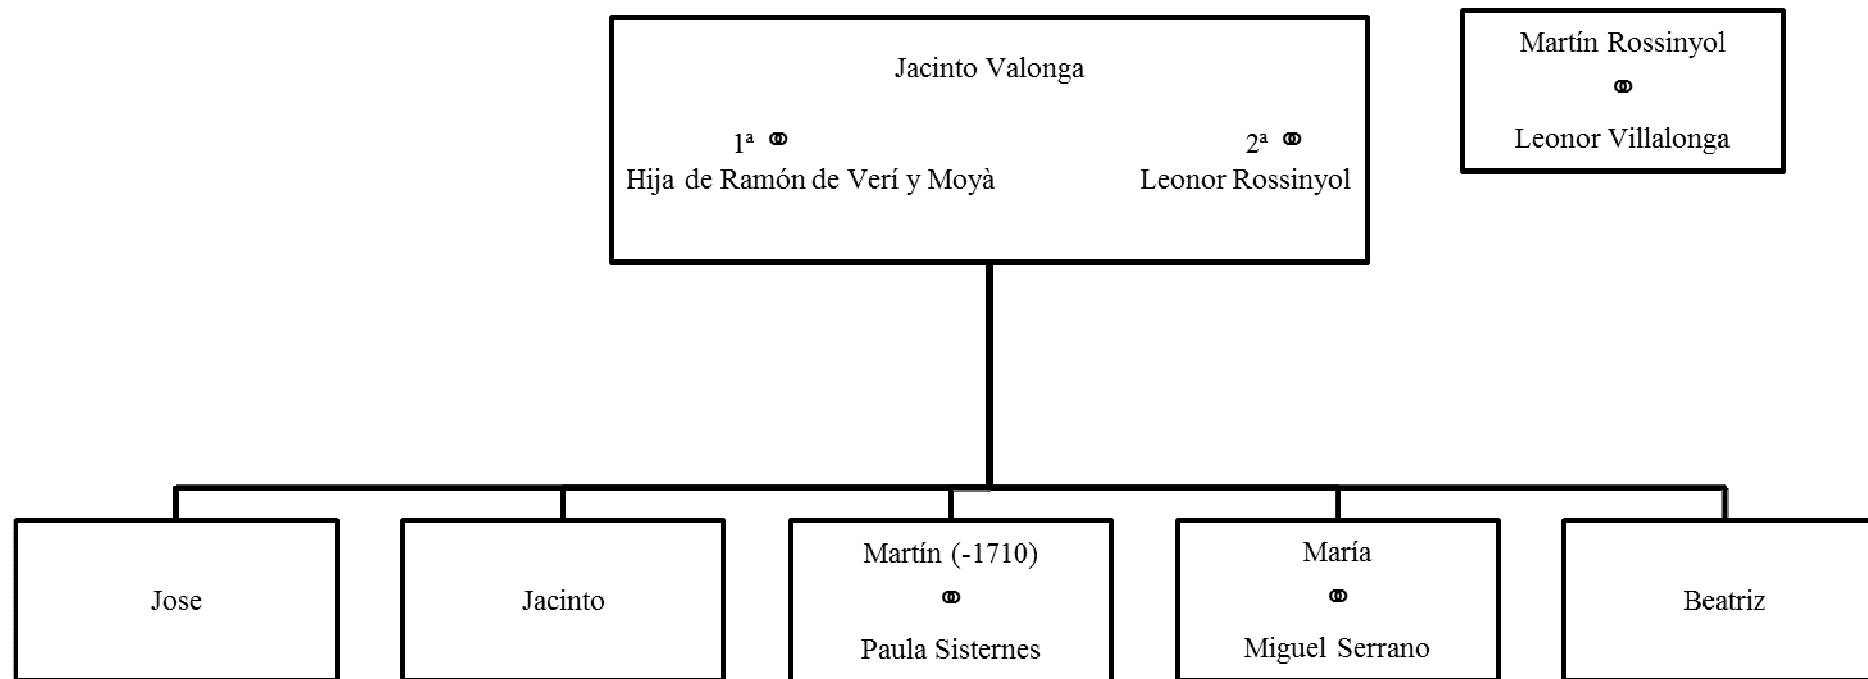 Jacinto Valonga
1ª ⚭
Hija de Ramón de Verí y Moyà
2ª ⚭
Leonor Rossinyol
Martín Rossinyol
⚭
Leonor Villalonga
Jose
Jacinto
Martín (-1710)
⚭
Paula Sisternes
María
⚭
Miguel Serrano
Beatriz